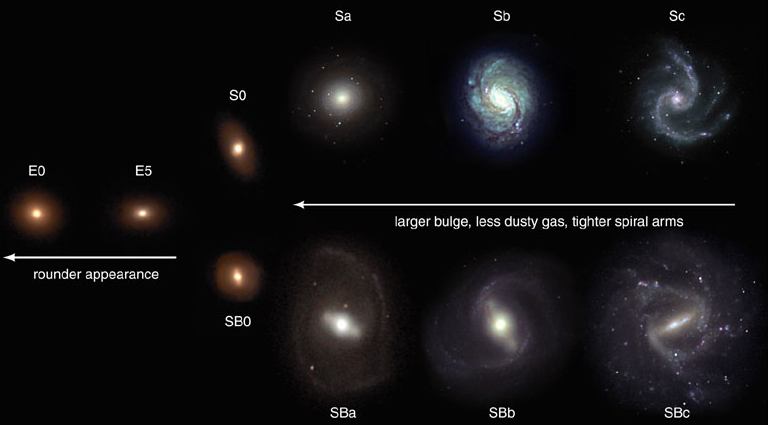 Sa
Sb
Sc
S0
E0
E5
larger bulge, less dusty gas, tighter spiral arms
rounder appearance
SB0
SBa
SBb
SBc